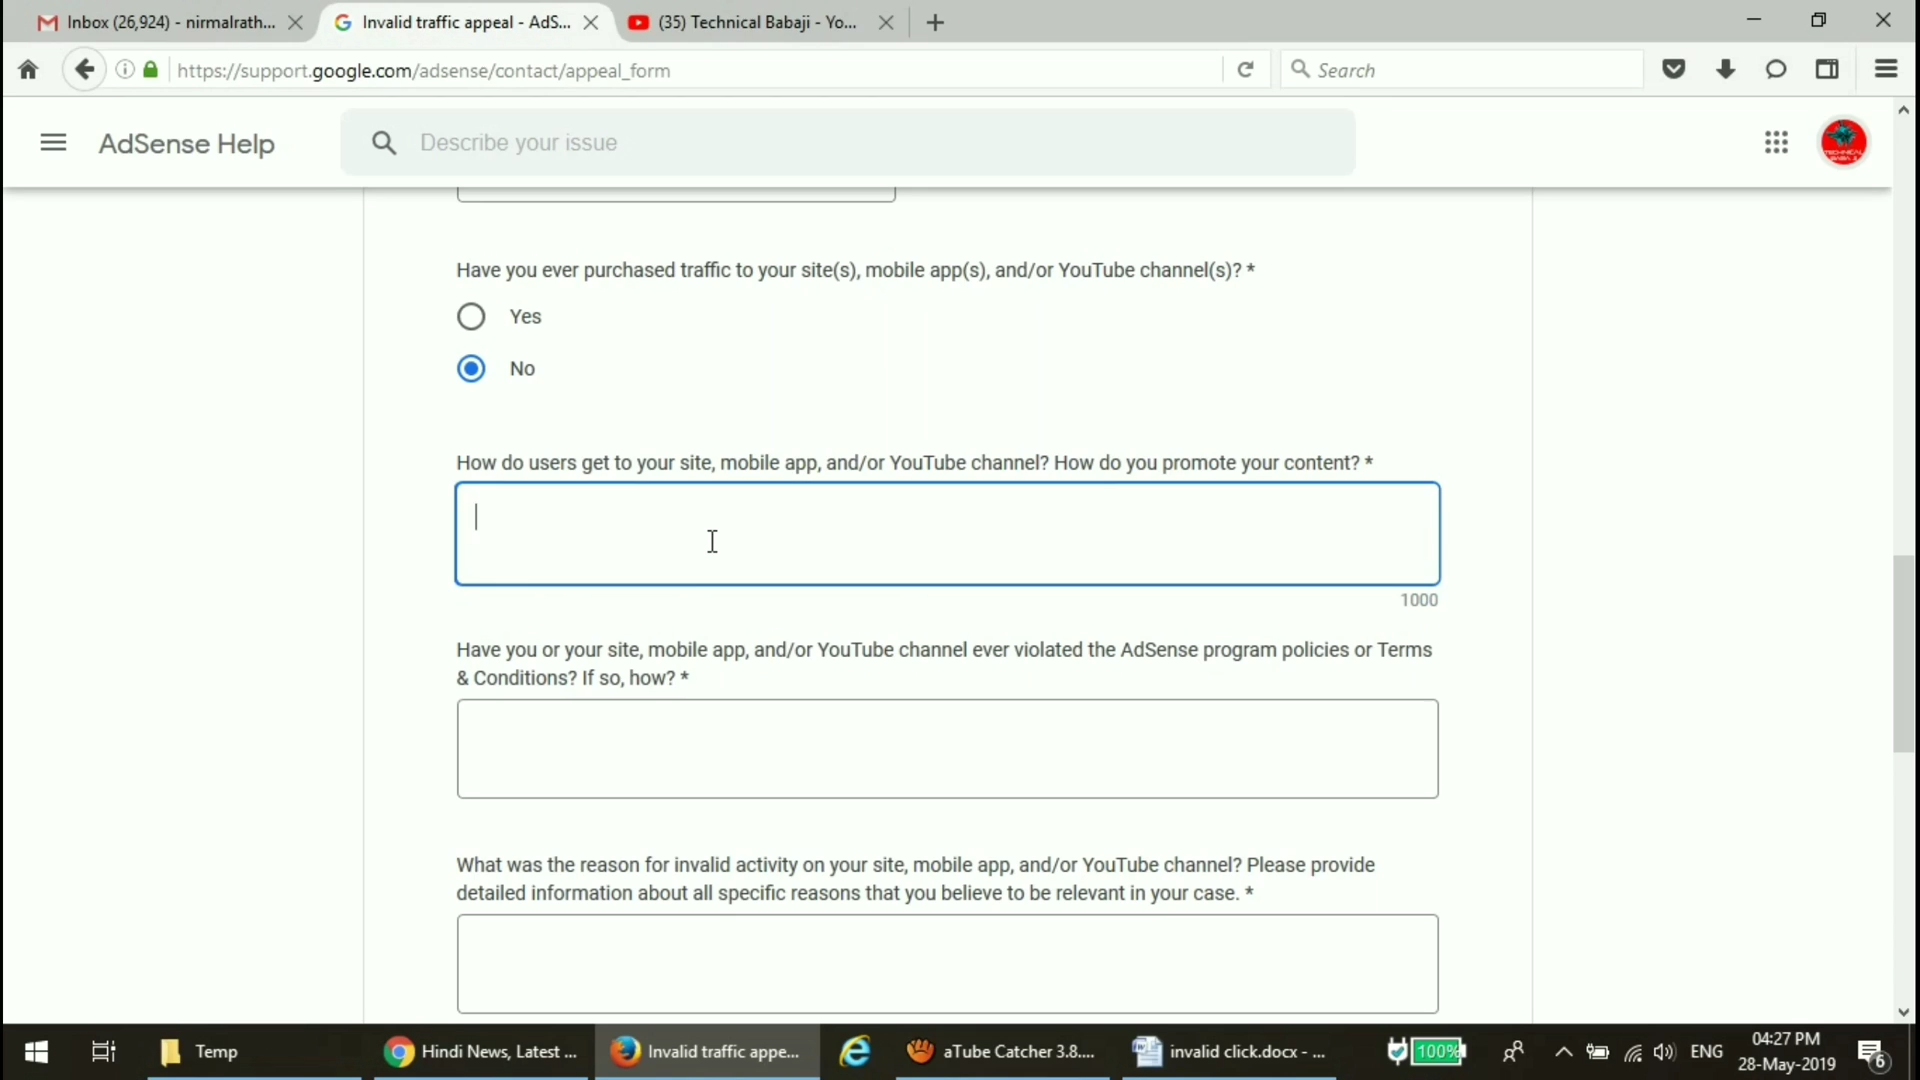 Inbox (26,924) - nirmalrath...
Invalid traffic appeal - AdS...
(35) Technical Babaji - Yo...
https://support.google.com/adsense/contact/appeal_form
Search
AdSense Help
Describe your issue
Have you ever purchased traffic to your site(s), mobile app(s), and/or YouTube channel(s)? *
Yes
No
How do users get to your site, mobile app, and/or YouTube channel? How do you promote your content? *
1000
Have you or your site, mobile app, and/or YouTube channel ever violated the AdSense program policies or Terms
& Conditions? If so, how? *
What was the reason for invalid activity on your site, mobile app, and/or YouTube channel? Please provide
detailed information about all specific reasons that you believe to be relevant in your case. *
Temp
Hindi News, Latest ...
Invalid traffic appe...
aTube Catcher 3.8....
invalid click.docx - ...
100%
ENG
04:27 PM
28-May-2019
6